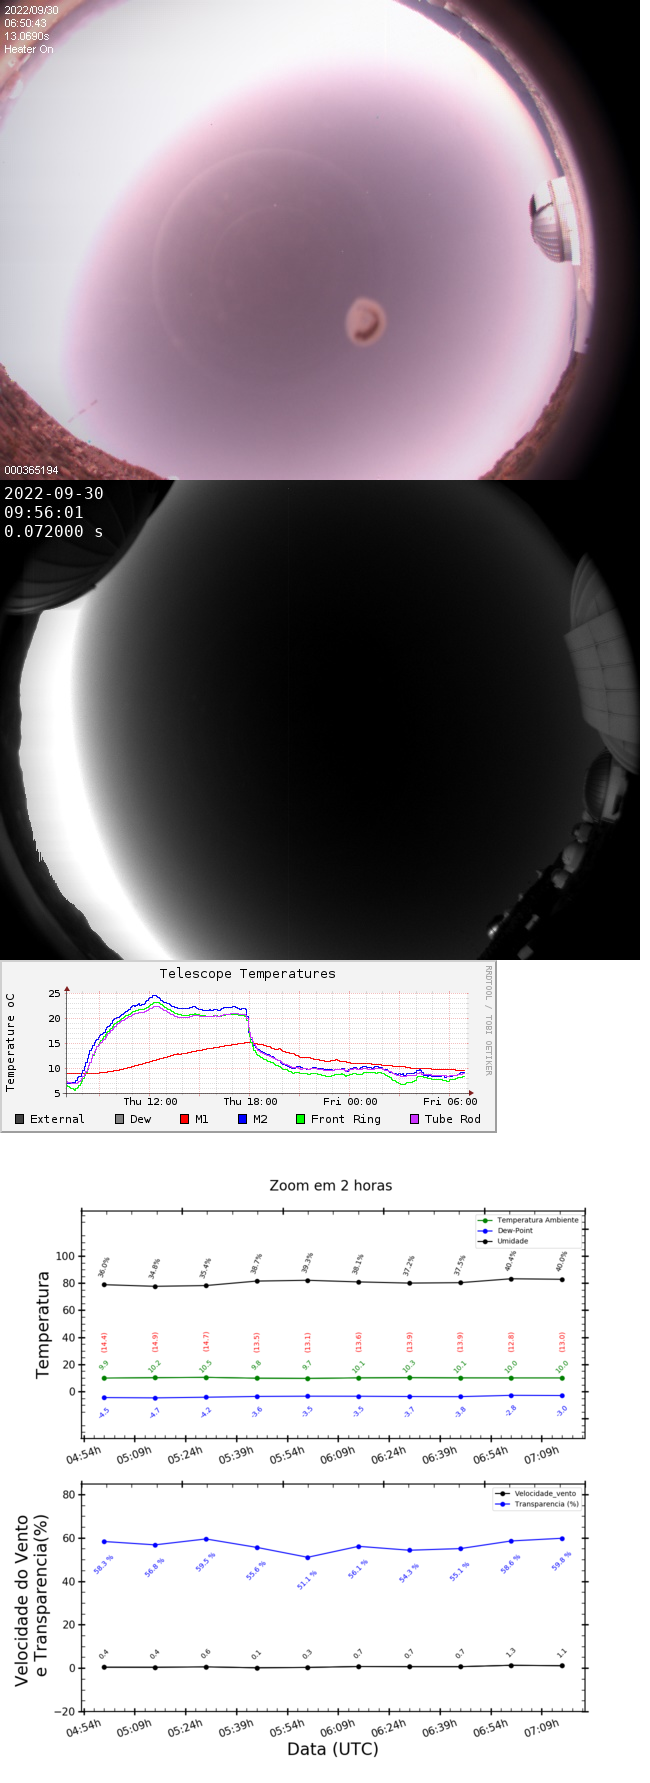 2022/09/30
06:50:43
13.0690s
Heater On
000365194
2022-09-30
09:56:01
0.072000 s
Telescope Temperatures
RRDTOOL / TOBI OETIKER
Temperature oC
25
20
15
10
5
Thu 12:00 Thu 18:00 Fri 00:00 Fri 06:00
External Dew M1 M2 Front Ring Tube Rod
Zoom em 2 horas
Temperatura Ambiente
Dew-Point
Umidade
Temperatura
100
80
60
40
20
0
36.0% 34.8% 35.4% 38.7% 39.3% 38.1% 37.2% 37.5% 40.4% 40.0%
(14.4) (14.9) (14.7) (13.5) (13.1) (13.6) (13.9) (13.9) (12.8) (13.0)
9.9 10.2 10.5 9.8 9.7 10.1 10.3 10.1 10.0 10.0
-4.5 -4.7 -4.2 -3.6 -3.5 -3.5 -3.7 -3.8 -2.8 -3.0
04:54h 05:09h 05:24h 05:39h 05:54h 06:09h 06:24h 06:39h 06:54h 07:09h
Velocidade_vento
Transparencia (%)
Velocidade do Vento
e Transparencia(%)
80
60
40
20
0
−20
58.3 % 56.8 % 59.5 % 55.6 % 51.1 % 56.1 % 54.3 % 55.1 % 58.6 % 59.8 %
0.4 0.4 0.6 0.1 0.3 0.7 0.7 0.7 1.3 1.1
04:54h 05:09h 05:24h 05:39h 05:54h 06:09h 06:24h 06:39h 06:54h 07:09h
Data (UTC)